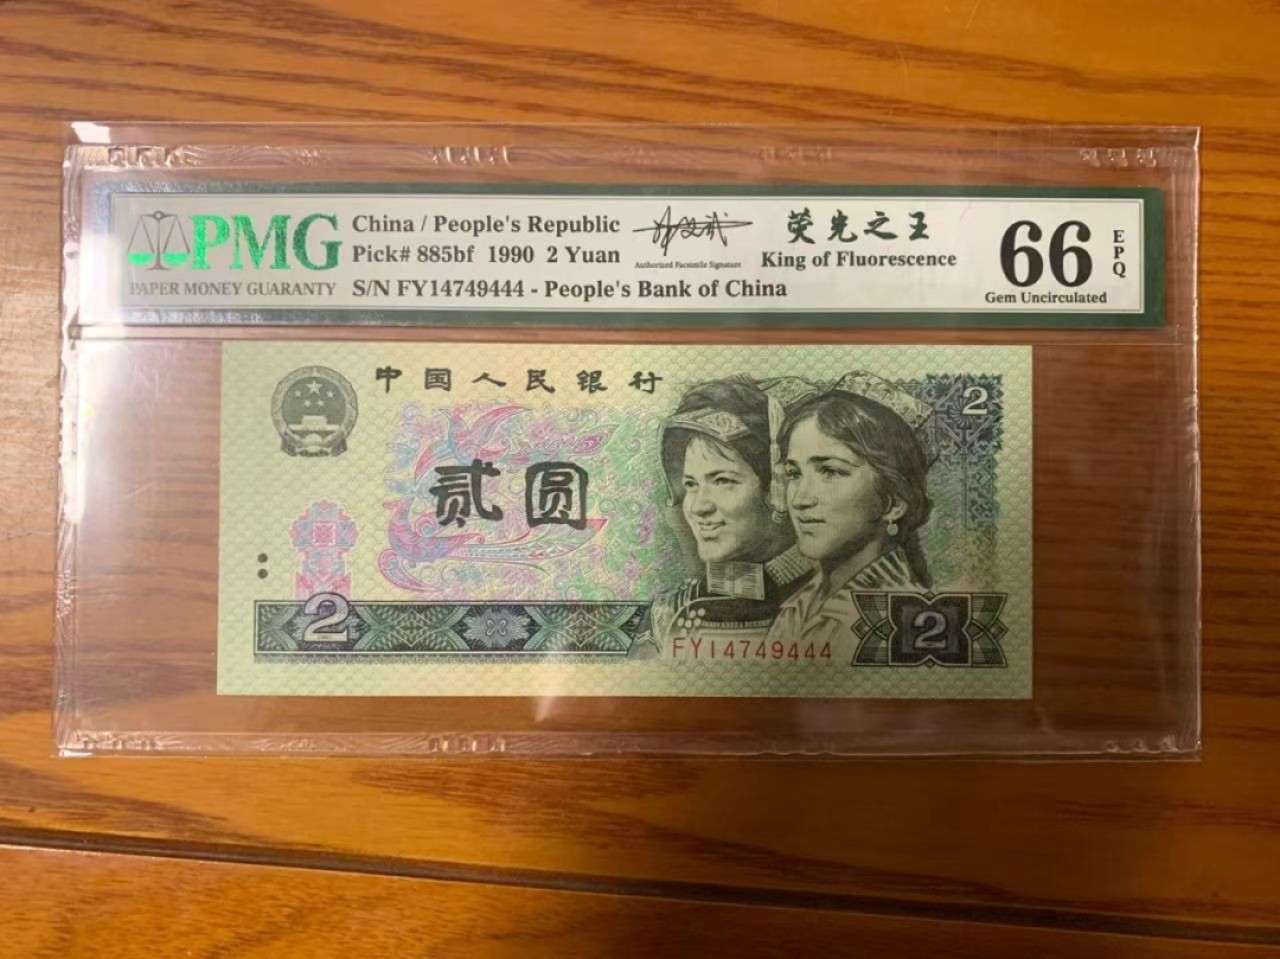 PMG
PAPER MONEY GUARANTY
China / People's Republic
Pick# 885bf 1990 2 Yuan
S/N FY14749444 - People's Bank of China
Authorized Facsimile Signature
荧光之王
King of Fluorescence
66
EPQ
Gem Uncirculated
中国人民银行
2
贰圆
2
FY14749444
2